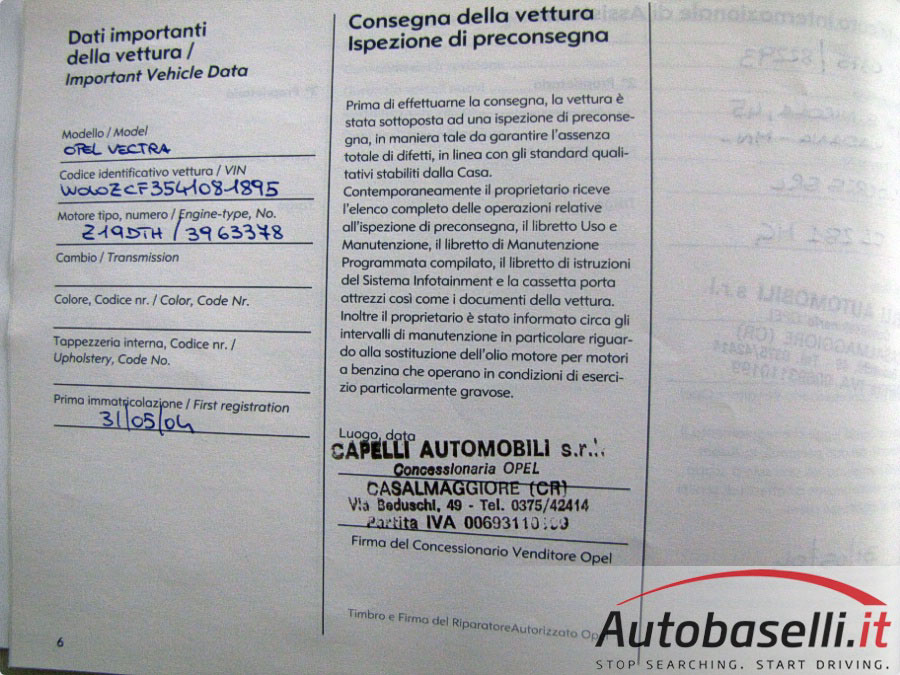 Dati importanti
della vettura /
Important Vehicle Data
Modello / Model
OPEL VECTRA
Codice identificativo vettura / VIN
WOLOZCF3541081895
Motore tipo, numero / Engine-type, No.
Z19DTH / 3963378
Cambio / Transmission
Colore, Codice nr. / Color, Code Nr.
Tappezzeria interna, Codice nr. /
Upholstery, Code No.
Prima immatricolazione / First registration
31/05/04
6
Consegna della vettura
Ispezione di preconsegna
Prima di effettuarne la consegna, la vettura è
stata sottoposta ad una ispezione di preconse-
gna, in maniera tale da garantire l'assenza
totale di difetti, in linea con gli standard quali-
tativi stabiliti dalla Casa.
Contemporaneamente il proprietario riceve
l'elenco completo delle operazioni relative
all'ispezione di preconsegna, il libretto Uso e
Manutenzione, il libretto di Manutenzione
Programmata compilato, il libretto di istruzioni
del Sistema Infotainment e la cassetta porta
attrezzi così come i documenti della vettura.
Inoltre il proprietario è stato informato circa gli
intervalli di manutenzione in particolare riguar-
do alla sostituzione dell'olio motore per motori
a benzina che operano in condizioni di eserci-
zio particolarmente gravose.
Luogo, data
CAPELLI AUTOMOBILI s.r.l.
Concessionaria OPEL
CASALMAGGIORE (CR)
Via Beduschi, 49 - Tel. 0375/42414
Partita IVA 00693110199
Firma del Concessionario Venditore Opel
Timbro e Firma del RiparatoreAutorizzato Op
Autobaselli.it
STOP SEARCHING. START DRIVING.